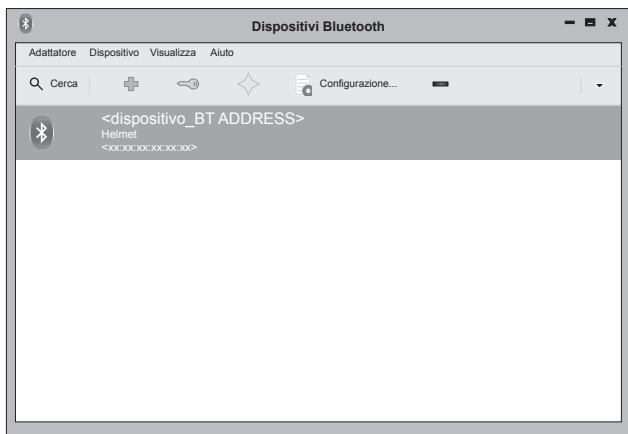 Dispositivi Bluetooth
Adattatore Dispositivo Visualizza Aiuto
Cerca Configurazione...
<dispositivo_BT ADDRESS>
Helmet
<xx:xx:xx:xx:xx:xx>